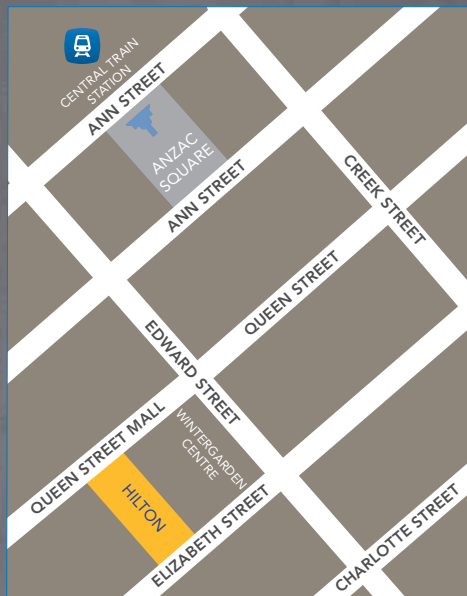 CENTRAL TRAIN
STATION
ANN STREET
ANZAC
SQUARE
ANN STREET
CREEK STREET
QUEEN STREET
EDWARD STREET
QUEEN STREET MALL
WINTERGARDEN
CENTRE
HILTON
ELIZABETH STREET
CHARLOTTE STREET